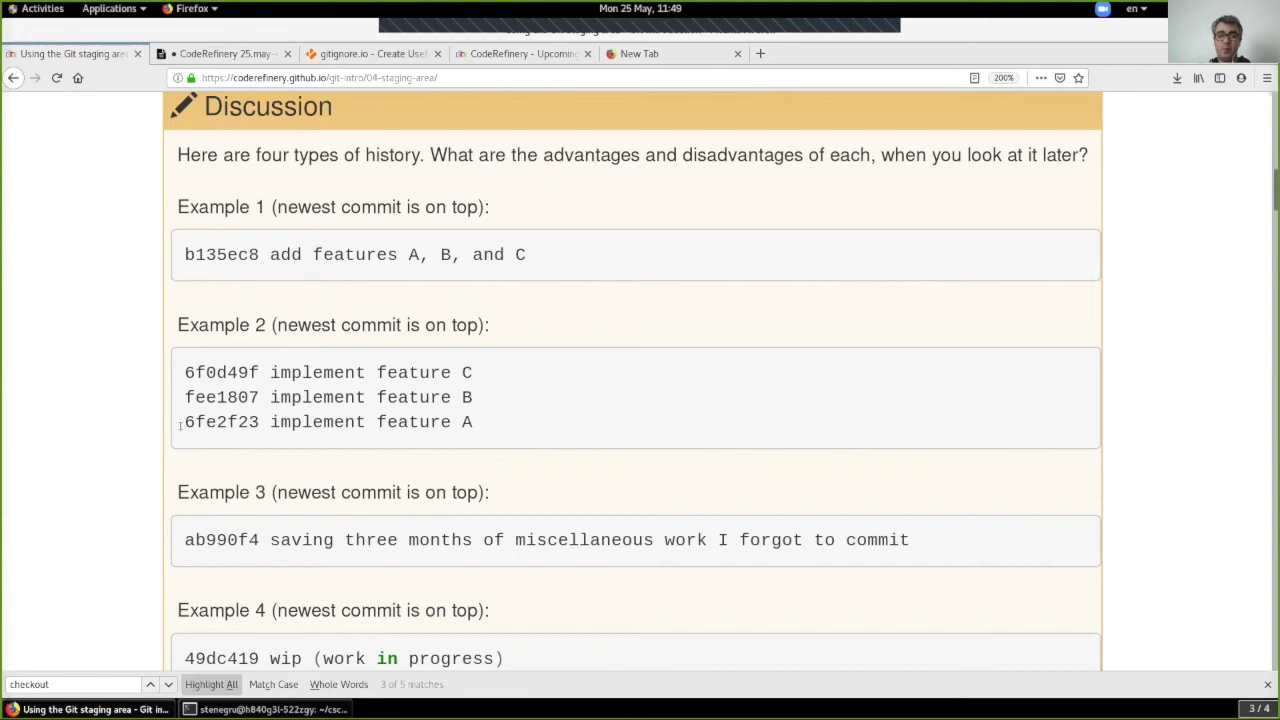 Activities Applications Firefox Mon 25 May, 11:49 en
Using the Git staging area CodeRefinery 25.may gitignore.io - Create Usef CodeRefinery - Upcoming New Tab
https://coderefinery.github.io/git-intro/04-staging-area/ 200%
Discussion
Here are four types of history. What are the advantages and disadvantages of each, when you look at it later?
Example 1 (newest commit is on top):
b135ec8 add features A, B, and C
Example 2 (newest commit is on top):
6f0d49f implement feature C
fee1807 implement feature B
6fe2f23 implement feature A
Example 3 (newest commit is on top):
ab990f4 saving three months of miscellaneous work I forgot to commit
Example 4 (newest commit is on top):
49dc419 wip (work in progress)
checkout Highlight All Match Case Whole Words 3 of 5 matches
Using the Git staging area - Git in... stenegru@h840g3l-522zgy: ~/csc... 3 / 4